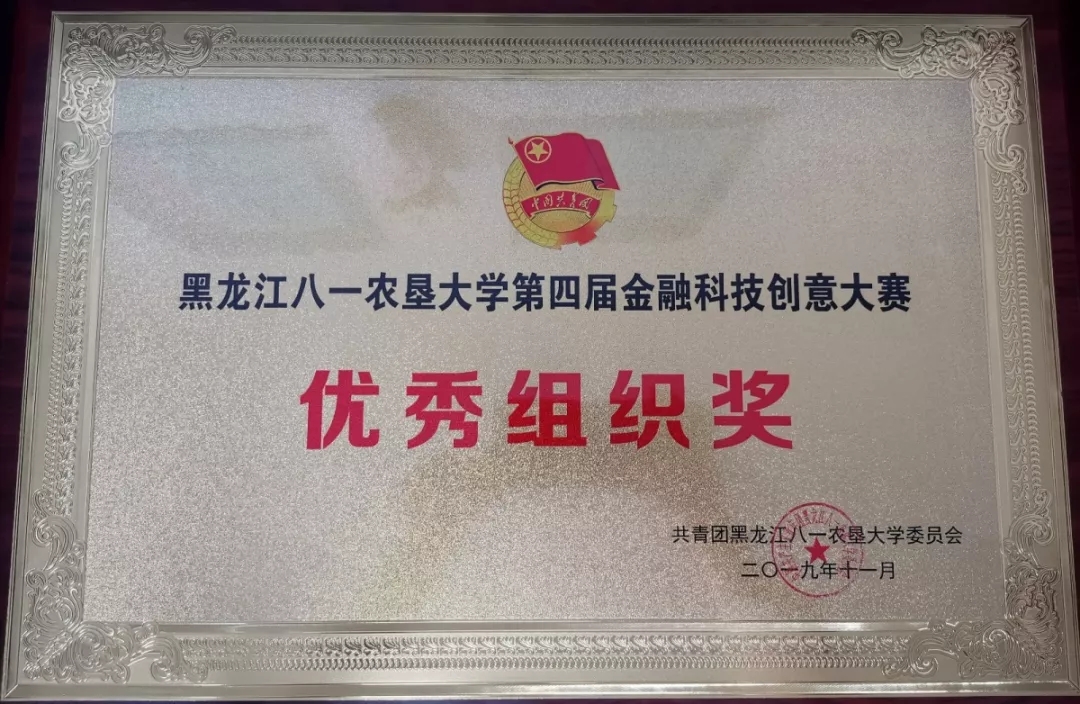 中国共青团
黑龙江八一农垦大学第四届金融科技创意大赛
优秀组织奖
共青团黑龙江八一农垦大学委员会
二〇一九年十一月